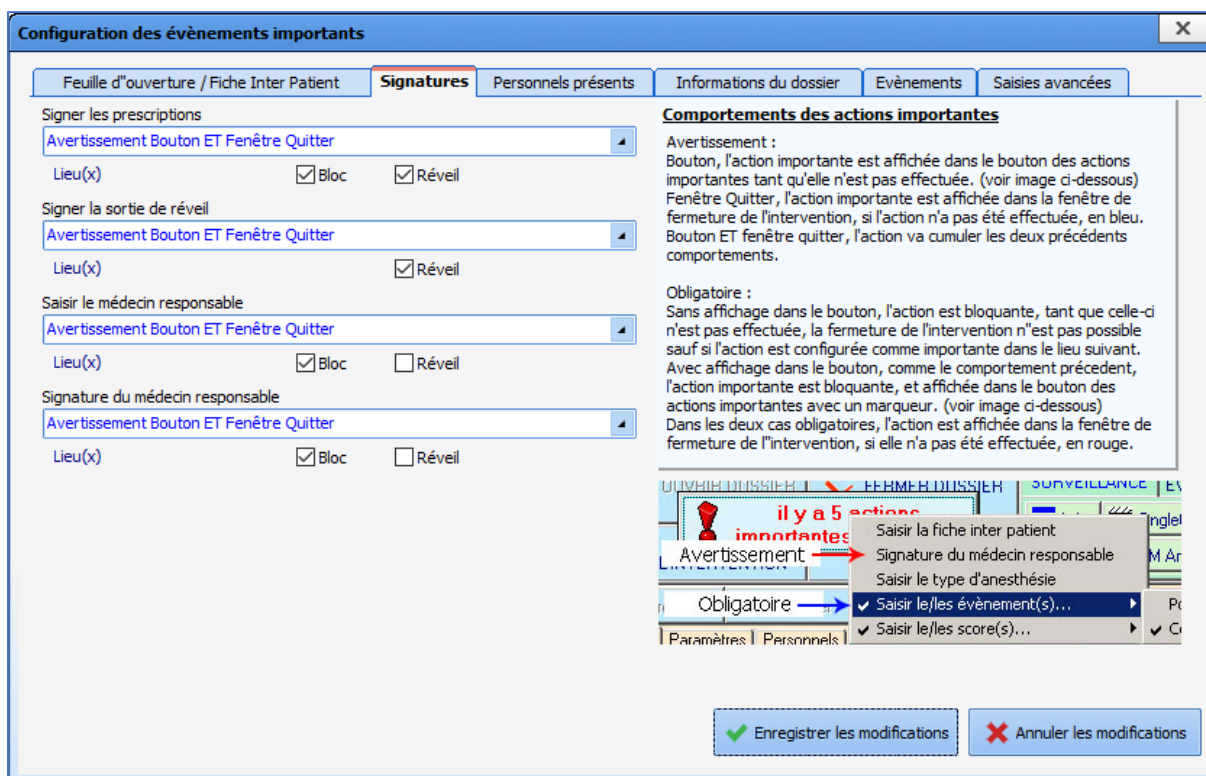 Configuration des évènements importants
Feuille d"ouverture / Fiche Inter Patient
Signatures
Personnels présents
Informations du dossier
Evènements
Saisies avancées
Signer les prescriptions
Avertissement Bouton ET Fenêtre Quitter
Lieu(x) Bloc Réveil
Signer la sortie de réveil
Avertissement Bouton ET Fenêtre Quitter
Lieu(x) Réveil
Saisir le médecin responsable
Avertissement Bouton ET Fenêtre Quitter
Lieu(x) Bloc Réveil
Signature du médecin responsable
Avertissement Bouton ET Fenêtre Quitter
Lieu(x) Bloc Réveil
Comportements des actions importantes
Avertissement :
Bouton, l'action importante est affichée dans le bouton des actions
importantes tant qu'elle n'est pas effectuée. (voir image ci-dessous)
Fenêtre Quitter, l'action importante est affichée dans la fenêtre de
fermeture de l'intervention, si l'action n'a pas été effectuée, en bleu.
Bouton ET fenêtre quitter, l'action va cumuler les deux précédents
comportements.
Obligatoire :
Sans affichage dans le bouton, l'action est bloquante, tant que celle-ci
n'est pas effectuée, la fermeture de l'intervention n"est pas possible
sauf si l'action est configurée comme importante dans le lieu suivant.
Avec affichage dans le bouton, comme le comportement précedent,
l'action importante est bloquante, et affichée dans le bouton des
actions importantes avec un marqueur. (voir image ci-dessous)
Dans les deux cas obligatoires, l'action est affichée dans la fenêtre de
fermeture de l"intervention, si elle n'a pas été effectuée, en rouge.
OUVRIR DOSSIER FERMER DOSSIER SURVEILLANCE
il y a 5 actions
importantes
Saisir la fiche inter patient
Avertissement
Signature du médecin responsable
Saisir le type d'anesthésie
Obligatoire
Saisir le/les évènement(s)...
Saisir le/les score(s)...
Paramètres Personnels
Enregistrer les modifications
Annuler les modifications